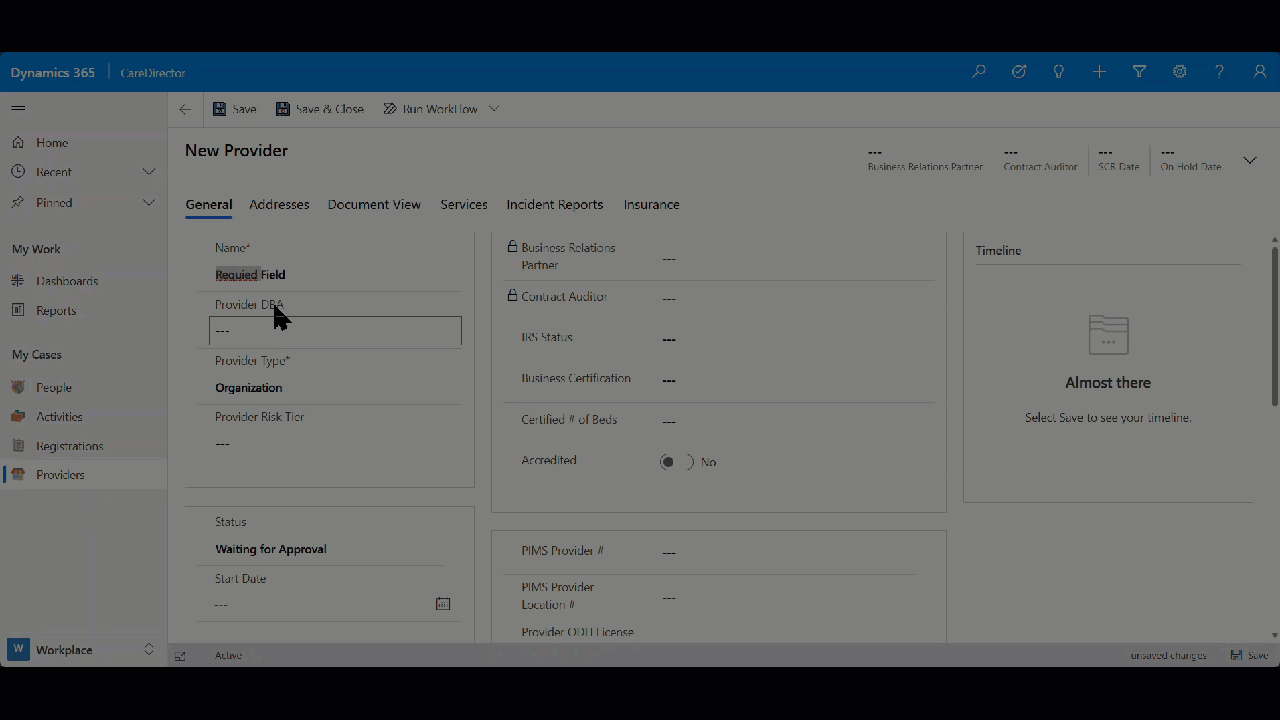 Dynamics 365 CareDirector
Save Save & Close Run Workflow
Home
Recent
Pinned
My Work
Dashboards
Reports
My Cases
People
Activities
Registrations
Providers
W Workplace
New Provider
---
Business Relations Partner
---
Contract Auditor
---
SCR Date
---
On Hold Date
General Addresses Document View Services Incident Reports Insurance
Name*
Requied Field
Provider DBA
---
Provider Type*
Organization
Provider Risk Tier
---
Status
Waiting for Approval
Start Date
---
Business Relations
Partner
---
Contract Auditor ---
IRS Status ---
Business Certification ---
Certified # of Beds ---
Accredited No
PIMS Provider # ---
PIMS Provider
Location #
---
Provider ODH License
Timeline
Almost there
Select Save to see your timeline.
Active
unsaved changes Save